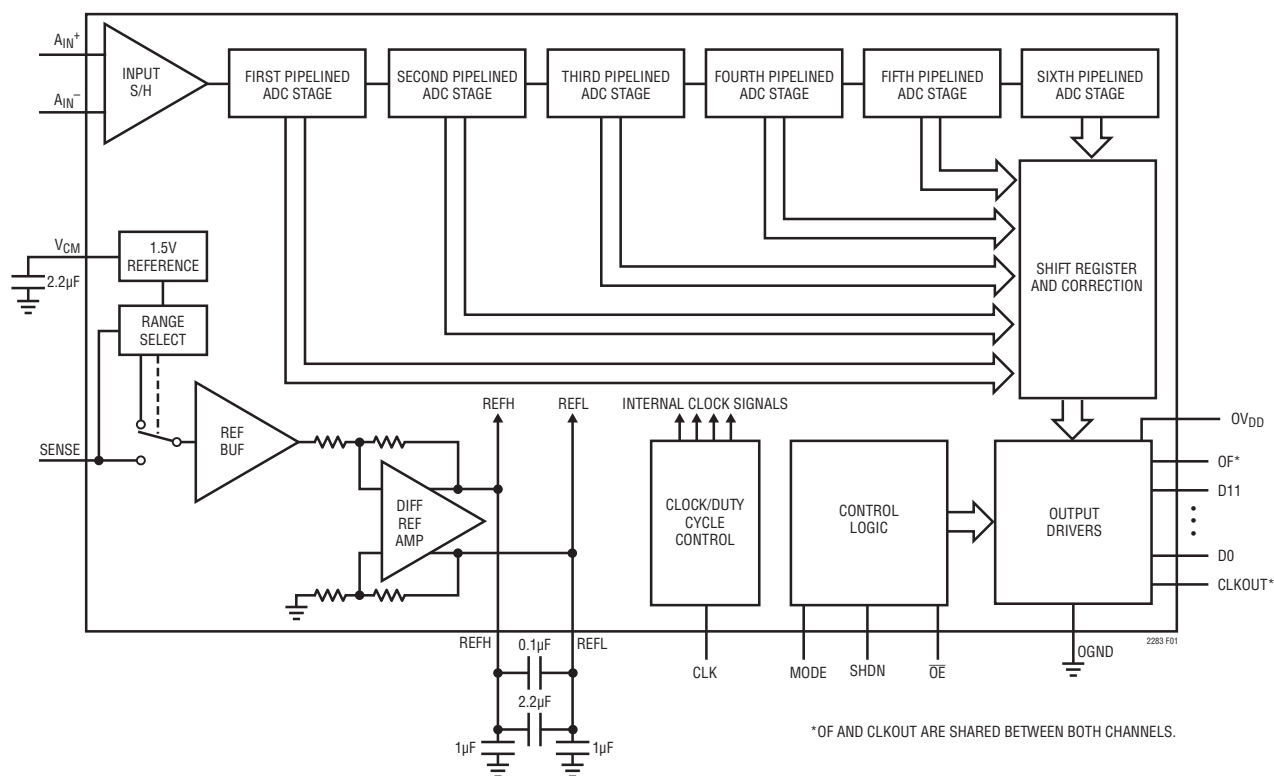 AIN+
AIN–
INPUT
S/H
FIRST PIPELINED
ADC STAGE
SECOND PIPELINED
ADC STAGE
THIRD PIPELINED
ADC STAGE
FOURTH PIPELINED
ADC STAGE
FIFTH PIPELINED
ADC STAGE
SIXTH PIPELINED
ADC STAGE
VCM
2.2µF
1.5V
REFERENCE
RANGE
SELECT
SHIFT REGISTER
AND CORRECTION
SENSE
REF
BUF
DIFF
REF
AMP
REFH
REFL
INTERNAL CLOCK SIGNALS
CLOCK/DUTY
CYCLE
CONTROL
CONTROL
LOGIC
OUTPUT
DRIVERS
OVDD
OF*
D11
D0
CLKOUT*
2283 F01
REFH
0.1µF
REFL
2.2µF
1µF
1µF
CLK
MODE
SHDN
O̅E̅
OGND
*OF AND CLKOUT ARE SHARED BETWEEN BOTH CHANNELS.